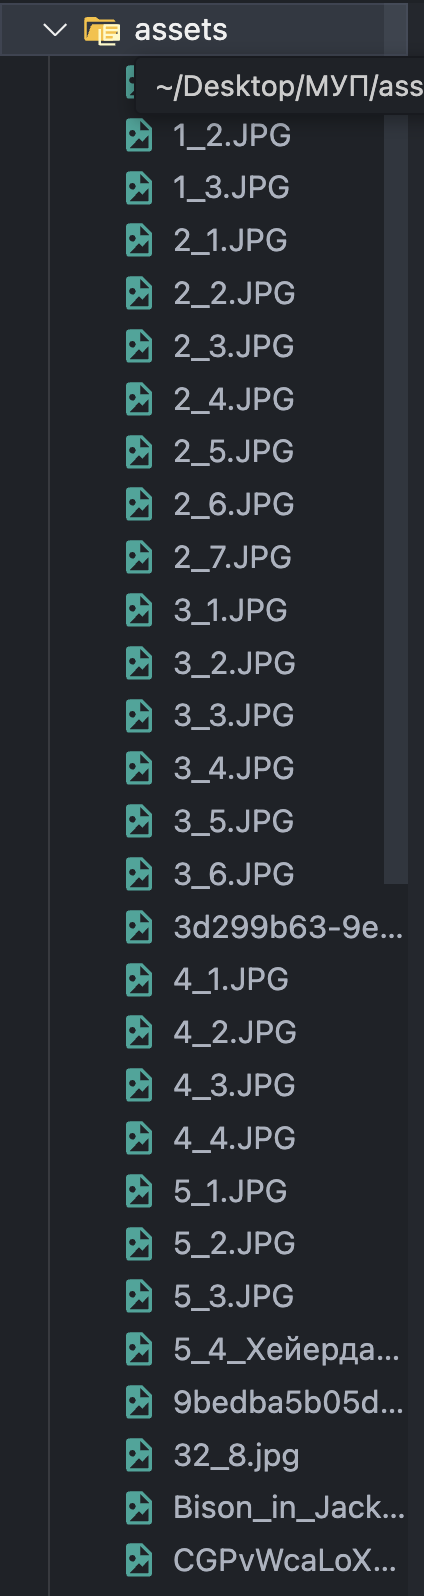 assets
~/Desktop/МУП/ass
1_2.JPG
1_3.JPG
2_1.JPG
2_2.JPG
2_3.JPG
2_4.JPG
2_5.JPG
2_6.JPG
2_7.JPG
3_1.JPG
3_2.JPG
3_3.JPG
3_4.JPG
3_5.JPG
3_6.JPG
3d299b63-9e...
4_1.JPG
4_2.JPG
4_3.JPG
4_4.JPG
5_1.JPG
5_2.JPG
5_3.JPG
5_4_Хейерда...
9bedba5b05d...
32_8.jpg
Bison_in_Jack...
CGPvWcaLoX...